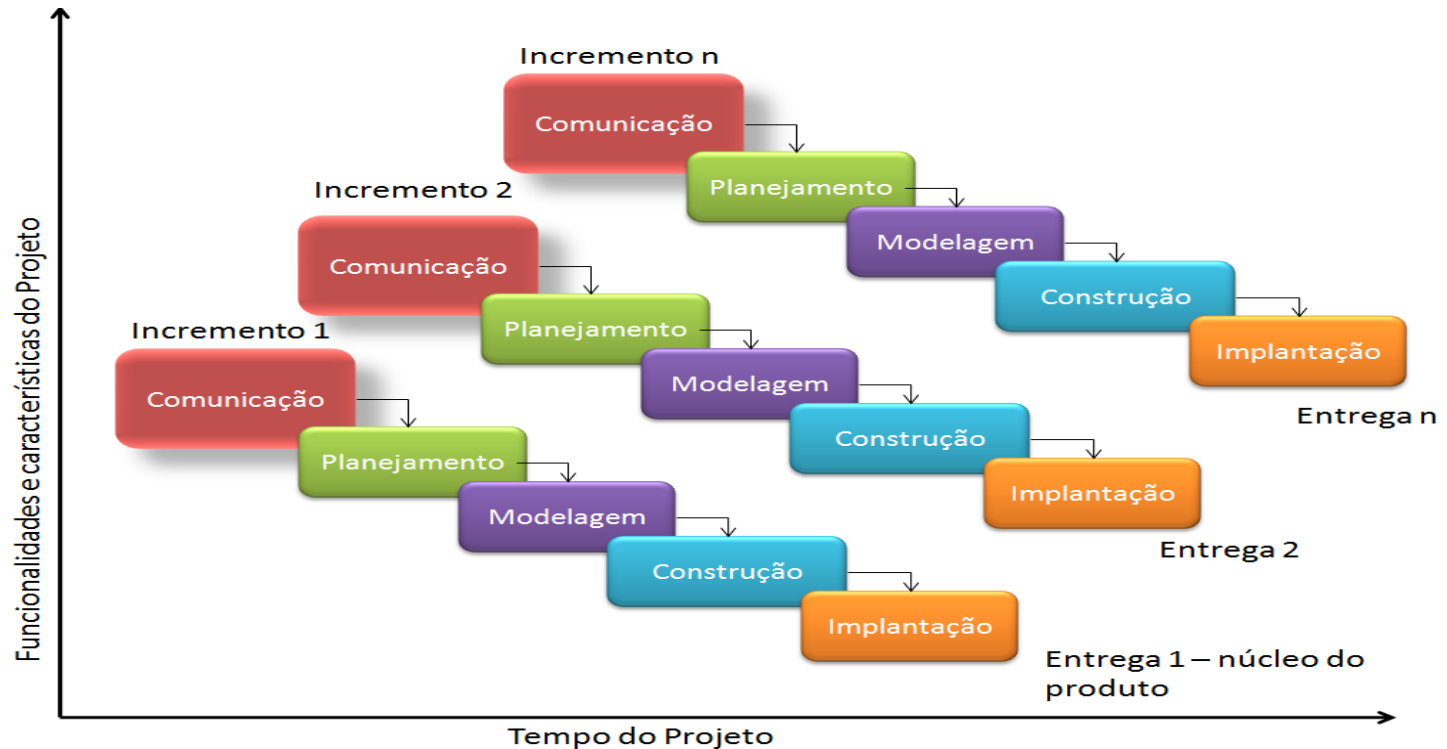 Incremento n
Comunicação
Planejamento
Modelagem
Construção
Implantação
Entrega n
Incremento 2
Comunicação
Planejamento
Modelagem
Construção
Implantação
Entrega 2
Incremento 1
Comunicação
Planejamento
Modelagem
Construção
Implantação
Entrega 1 – núcleo do
produto
Funcionalidades e características do Projeto
Tempo do Projeto